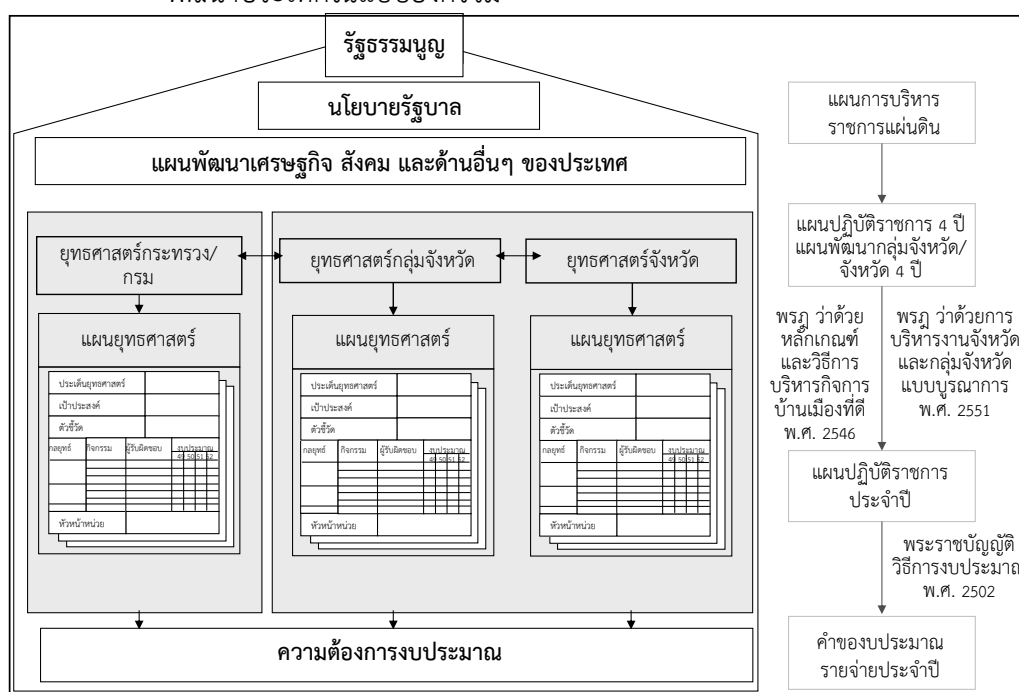 รัฐธรรมนูญ
นโยบายรัฐบาล
แผนพัฒนาเศรษฐกิจ สังคม และด้านอื่นๆ ของประเทศ
ยุทธศาสตร์กระทรวง/
กรม
ยุทธศาสตร์กลุ่มจังหวัด
ยุทธศาสตร์จังหวัด
แผนยุทธศาสตร์
ประเด็นยุทธศาสตร์
เป้าประสงค์
ตัวชี้วัด
กลยุทธ์ กิจกรรม ผู้รับผิดชอบ งบประมาณ
49 50 51 52
หัวหน้าหน่วย
แผนยุทธศาสตร์
ประเด็นยุทธศาสตร์
เป้าประสงค์
ตัวชี้วัด
กลยุทธ์ กิจกรรม ผู้รับผิดชอบ งบประมาณ
49 50 51 52
หัวหน้าหน่วย
แผนยุทธศาสตร์
ประเด็นยุทธศาสตร์
เป้าประสงค์
ตัวชี้วัด
กลยุทธ์ กิจกรรม ผู้รับผิดชอบ งบประมาณ
49 50 51 52
หัวหน้าหน่วย
ความต้องการงบประมาณ
แผนการบริหาร
ราชการแผ่นดิน
แผนปฏิบัติราชการ 4 ปี
แผนพัฒนากลุ่มจังหวัด/
จังหวัด 4 ปี
พรฎ ว่าด้วย
หลักเกณฑ์
และวิธีการ
บริหารกิจการ
บ้านเมืองที่ดี
พ.ศ. 2546
พรฎ ว่าด้วยการ
บริหารงานจังหวัด
และกลุ่มจังหวัด
แบบบูรณาการ
พ.ศ. 2551
แผนปฏิบัติราชการ
ประจำปี
พระราชบัญญัติ
วิธีการงบประมาณ
พ.ศ. 2502
คำของบประมาณ
รายจ่ายประจำปี